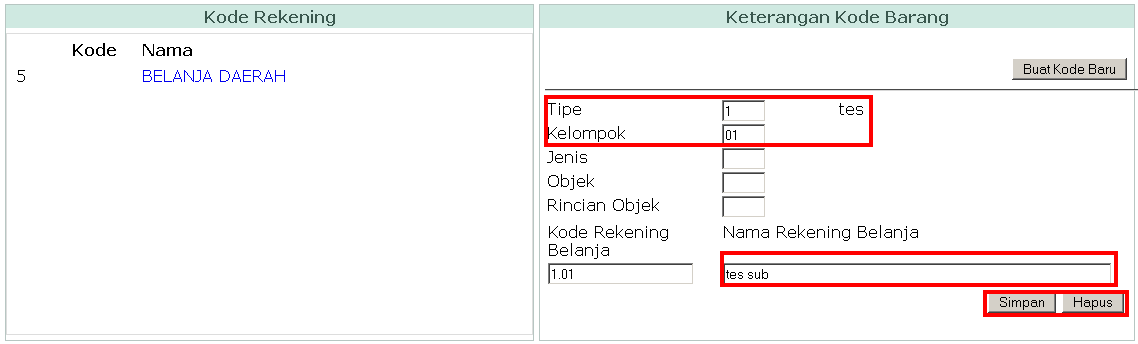 Kode Rekening
Kode Nama
5 BELANJA DAERAH
Keterangan Kode Barang
Buat Kode Baru
Tipe 1 tes
Kelompok 01
Jenis
Objek
Rincian Objek
Kode Rekening Belanja Nama Rekening Belanja
1.01 tes sub
Simpan Hapus